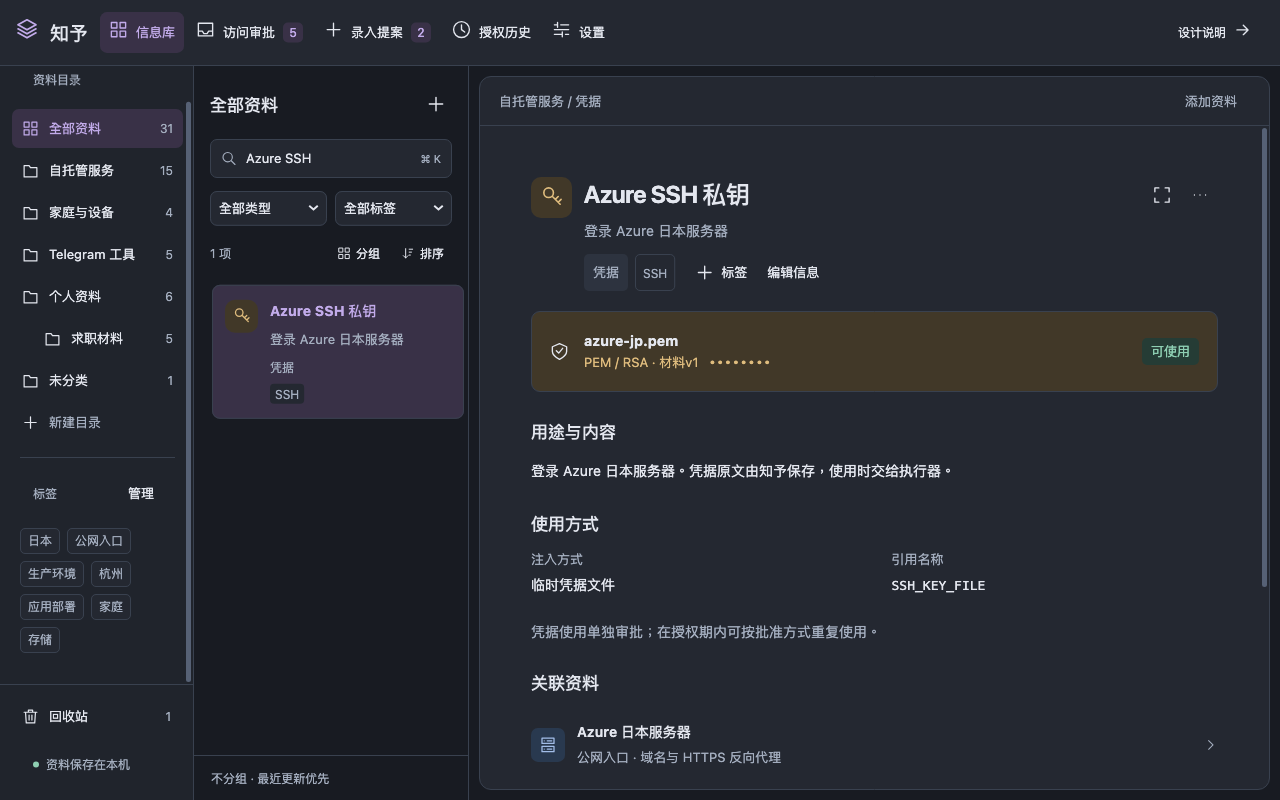 知予
信息库
访问审批 5
录入提案 2
授权历史
设置
设计说明
资料目录
全部资料 31
自托管服务 15
家庭与设备 4
Telegram 工具 5
个人资料 6
求职材料 5
未分类 1
新建目录
标签 管理
日本 公网入口
生产环境 杭州
应用部署 家庭
存储
回收站 1
资料保存在本机
全部资料
Azure SSH ⌘ K
全部类型 全部标签
1 项 分组 排序
Azure SSH 私钥
登录 Azure 日本服务器
凭据
SSH
不分组 · 最近更新优先
自托管服务 / 凭据 添加资料
Azure SSH 私钥
登录 Azure 日本服务器
凭据 SSH 标签 编辑信息
azure-jp.pem
PEM / RSA · 材料v1 ••••••••
可使用
用途与内容
登录 Azure 日本服务器。凭据原文由知予保存，使用时交给执行器。
使用方式
注入方式 引用名称
临时凭据文件 SSH_KEY_FILE
凭据使用单独审批；在授权期内可按批准方式重复使用。
关联资料
Azure 日本服务器
公网入口 · 域名与 HTTPS 反向代理